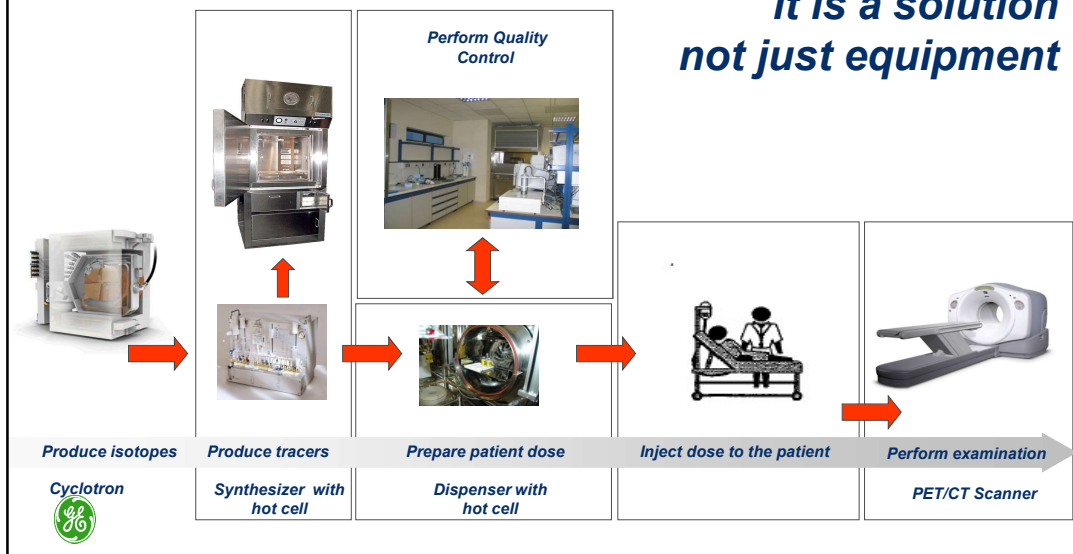 it is a solution
not just equipment
Perform Quality
Control
Produce isotopes
Produce tracers
Prepare patient dose
Inject dose to the patient
Perform examination
Cyclotron
Synthesizer with
hot cell
Dispenser with
hot cell
PET/CT Scanner